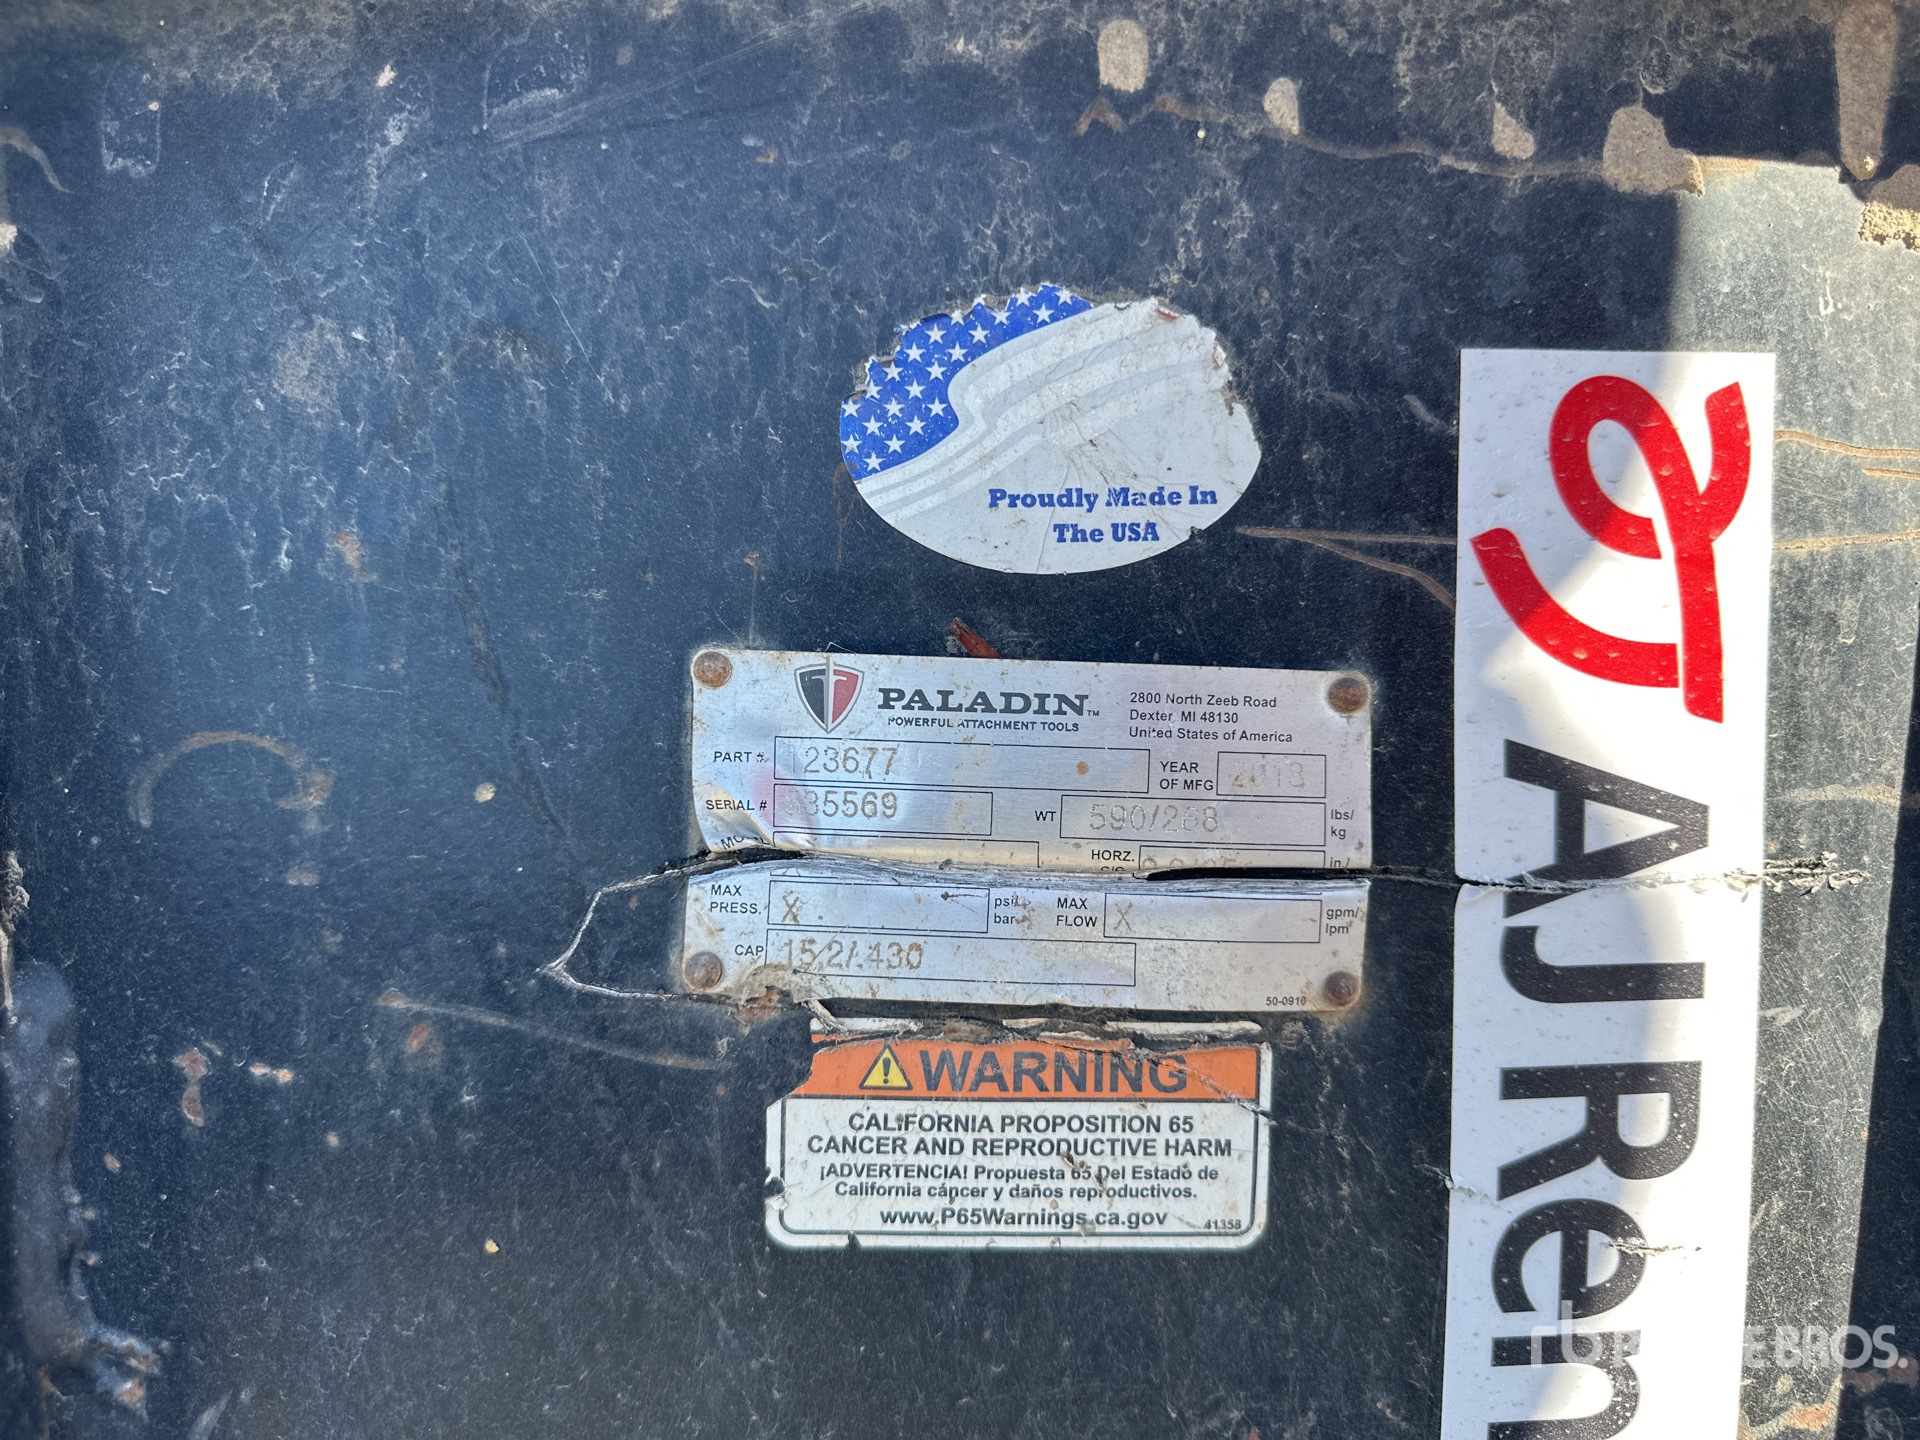 Proudly Made In
The USA
PALADIN™
POWERFUL ATTACHMENT TOOLS
2800 North Zeeb Road
Dexter, MI 48130
United States of America
PART # 123677
YEAR OF MFG
SERIAL # 35569
WT 590/268 lbs/ kg
HORZ. in./
MAX PRESS. X psi/ bar
MAX FLOW X gpm/ lpm
CAP 15.2/.430
50-0910
WARNING
CALIFORNIA PROPOSITION 65
CANCER AND REPRODUCTIVE HARM
¡ADVERTENCIA! Propuesta 65 Del Estado de
California cáncer y daños reproductivos.
www.P65Warnings.ca.gov
41358
AJ Ren
BROS.